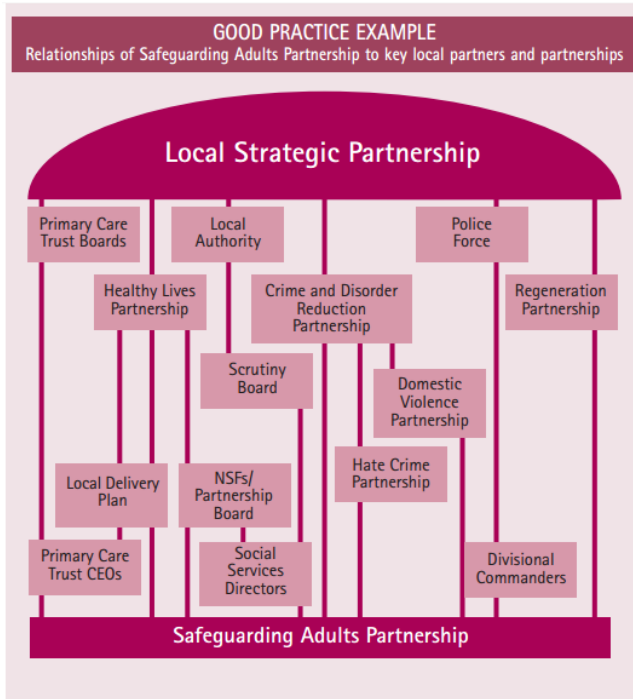 GOOD PRACTICE EXAMPLE
Relationships of Safeguarding Adults Partnership to key local partners and partnerships
Local Strategic Partnership
Primary Care
Trust Boards
Local
Authority
Police
Force
Healthy Lives
Partnership
Crime and Disorder
Reduction
Partnership
Regeneration
Partnership
Scrutiny
Board
Domestic
Violence
Partnership
Hate Crime
Partnership
Local Delivery
Plan
NSFs/
Partnership
Board
Primary Care
Trust CEOs
Social
Services
Directors
Divisional
Commanders
Safeguarding Adults Partnership